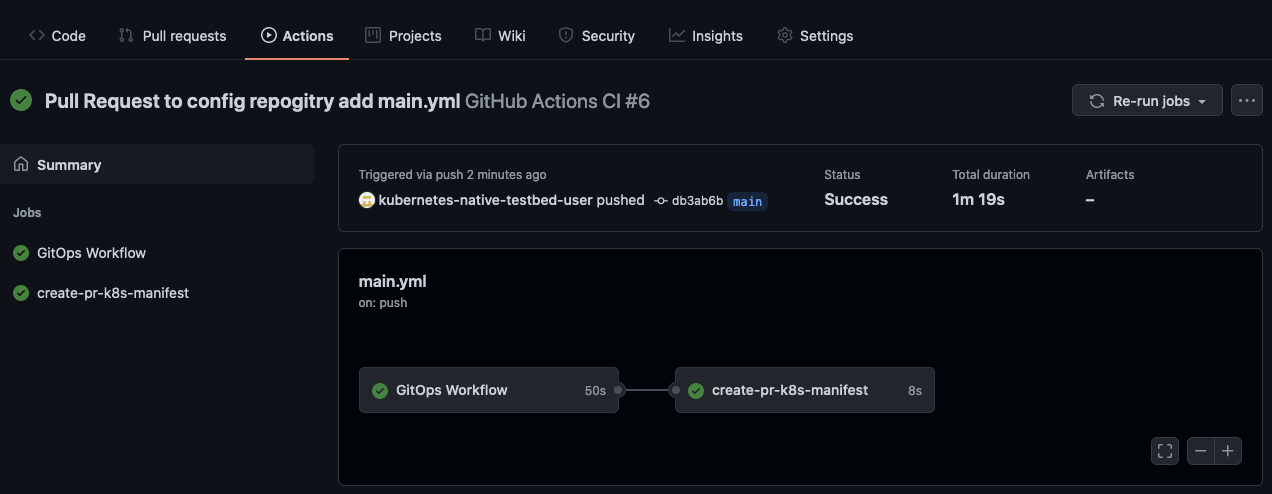 Code Pull requests Actions Projects Wiki Security Insights Settings
Pull Request to config repogitry add main.yml GitHub Actions CI #6
Re-run jobs
Summary
Jobs
GitOps Workflow
create-pr-k8s-manifest
Triggered via push 2 minutes ago
kubernetes-native-testbed-user pushed db3ab6b main
Status
Success
Total duration
1m 19s
Artifacts
–
main.yml
on: push
GitOps Workflow 50s
create-pr-k8s-manifest 8s